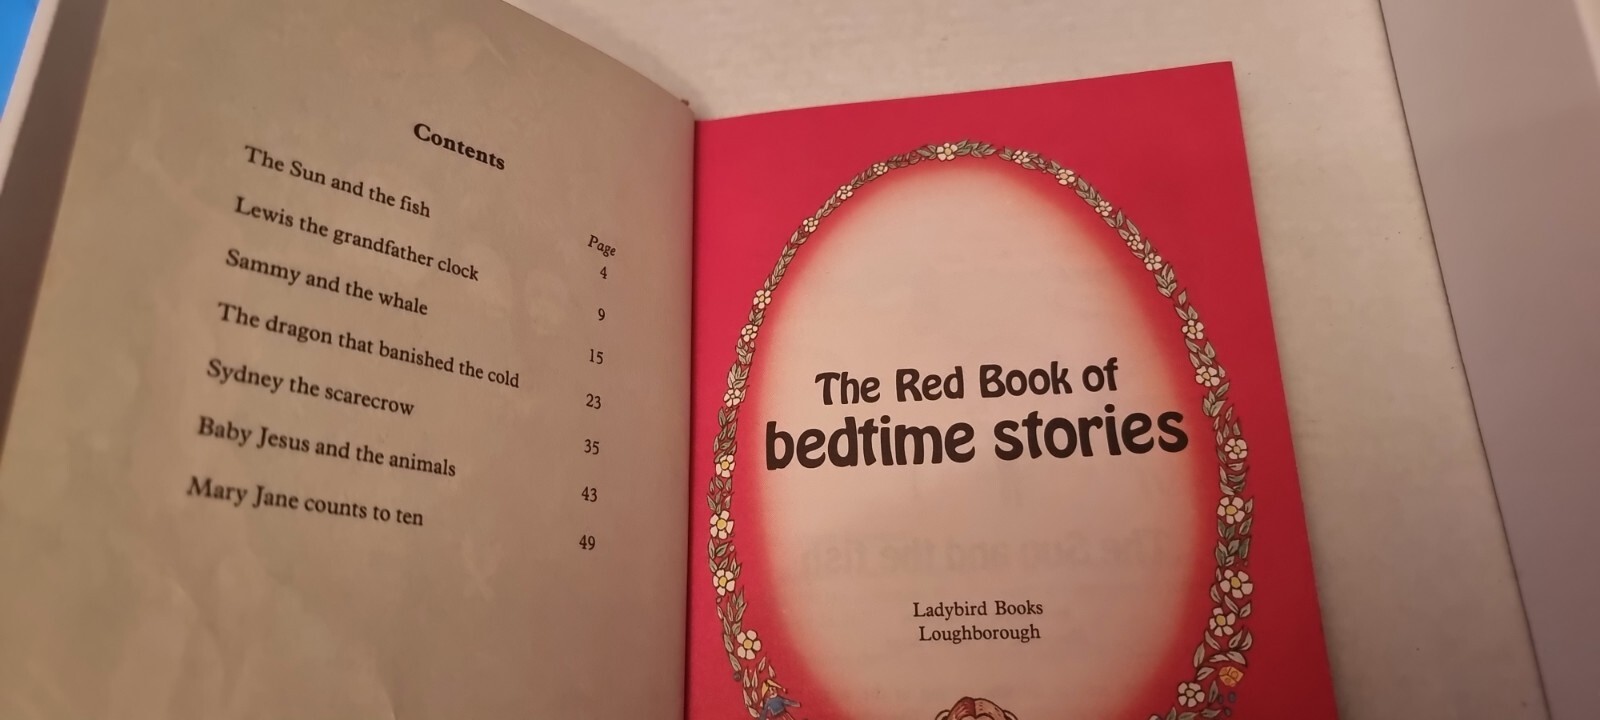 Contents
Page
The Sun and the fish 4
Lewis the grandfather clock 9
Sammy and the whale 15
The dragon that banished the cold 23
Sydney the scarecrow 35
Baby Jesus and the animals 43
Mary Jane counts to ten 49
The Red Book of
bedtime stories
Ladybird Books
Loughborough